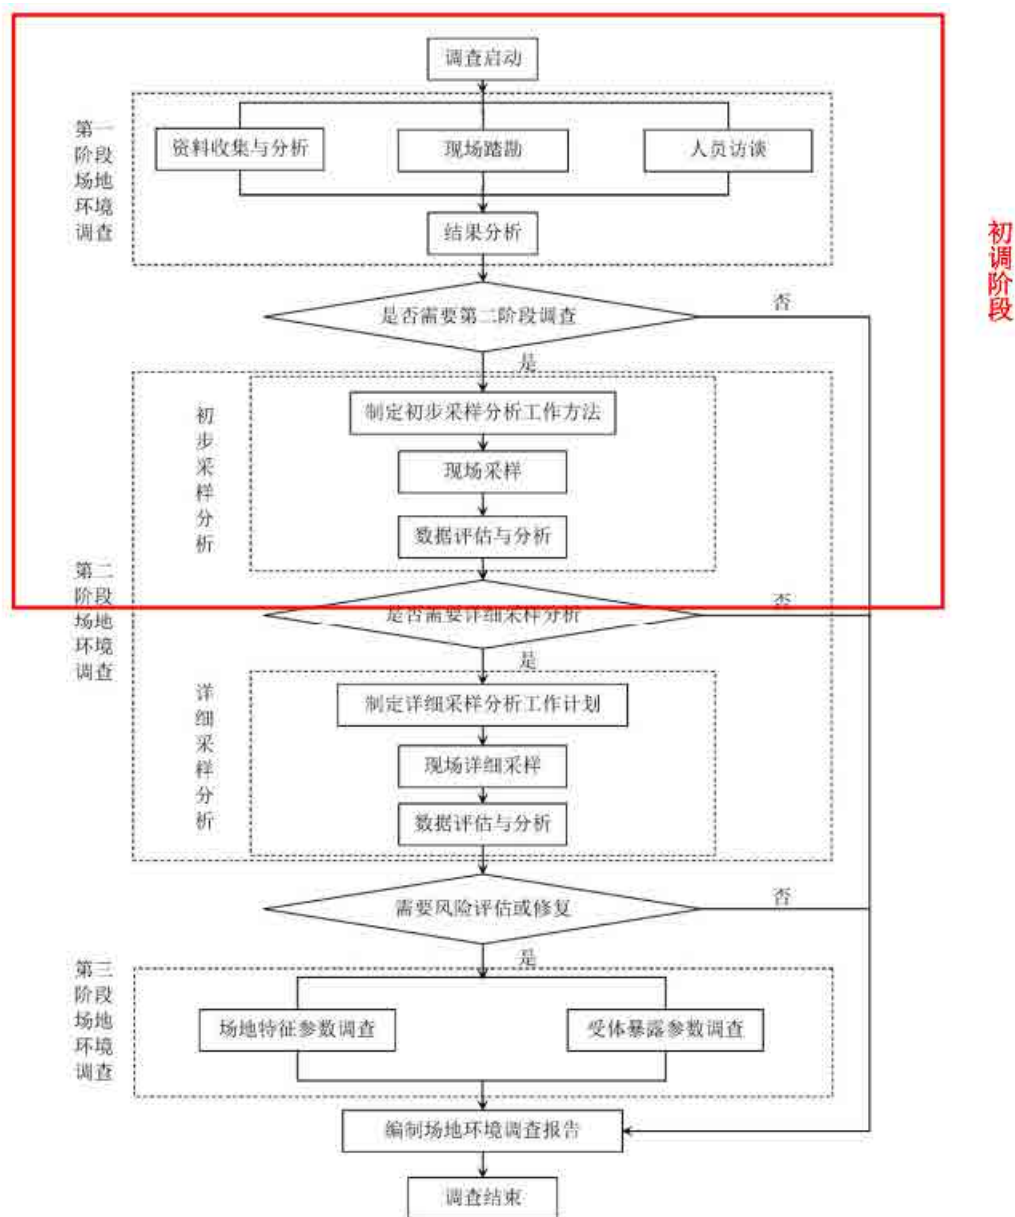 调查启动
第一
阶段
场地
环境
调查
资料收集与分析
现场踏勘
人员访谈
结果分析
初调阶段
是否需要第二阶段调查
否
是
初步采样分析
制定初步采样分析工作方法
现场采样
数据评估与分析
第二
阶段
场地
环境
调查
是否需要详细采样分析
否
是
详细采样分析
制定详细采样分析工作计划
现场详细采样
数据评估与分析
需要风险评估或修复
否
是
第三
阶段
场地
环境
调查
场地特征参数调查
受体暴露参数调查
编制场地环境调查报告
调查结束